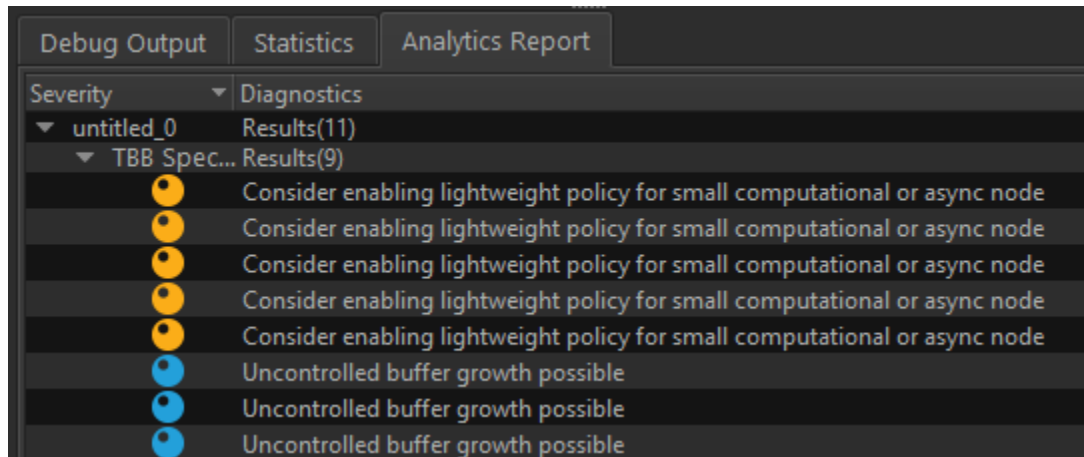 Debug Output Statistics Analytics Report
Severity Diagnostics
untitled_0 Results(11)
TBB Spec... Results(9)
Consider enabling lightweight policy for small computational or async node
Consider enabling lightweight policy for small computational or async node
Consider enabling lightweight policy for small computational or async node
Consider enabling lightweight policy for small computational or async node
Consider enabling lightweight policy for small computational or async node
Uncontrolled buffer growth possible
Uncontrolled buffer growth possible
Uncontrolled buffer growth possible